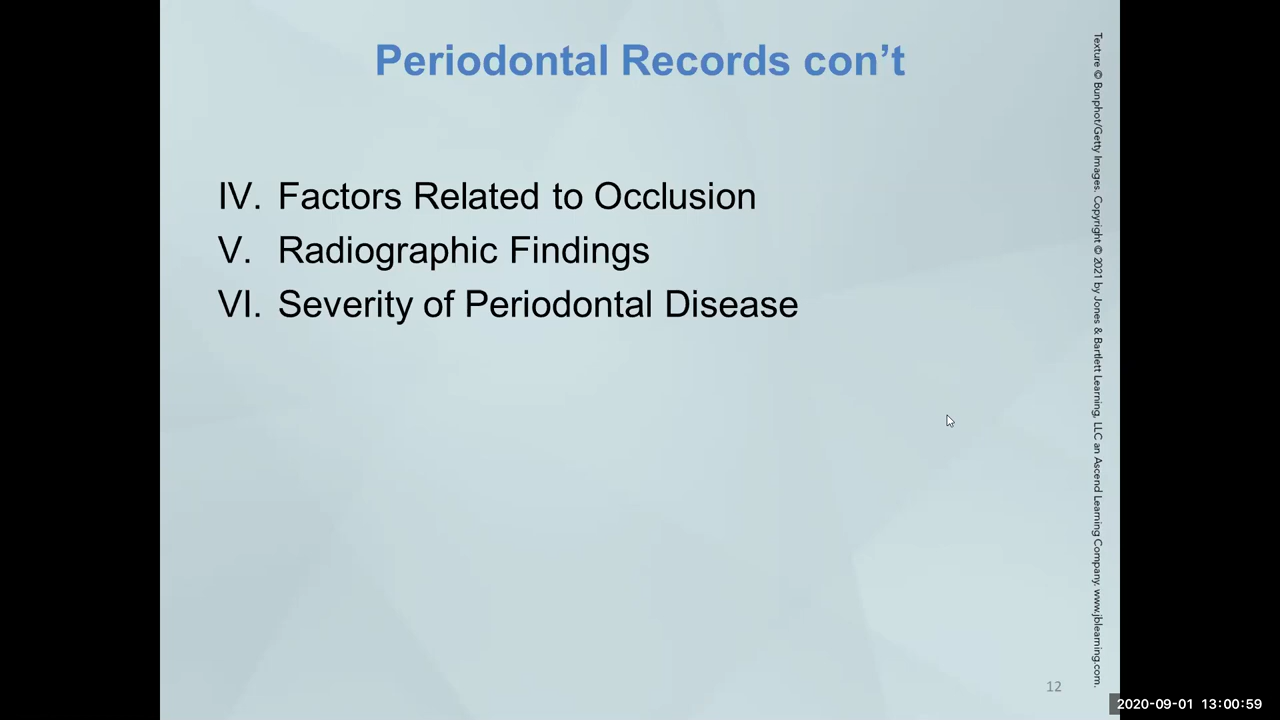 Periodontal Records con’t
IV. Factors Related to Occlusion
V. Radiographic Findings
VI. Severity of Periodontal Disease
Texture © Bunphot/Getty Images. Copyright © 2021 by Jones & Bartlett Learning, LLC an Ascend Learning Company. www.jblearning.com.
12
2020-09-01 13:00:59